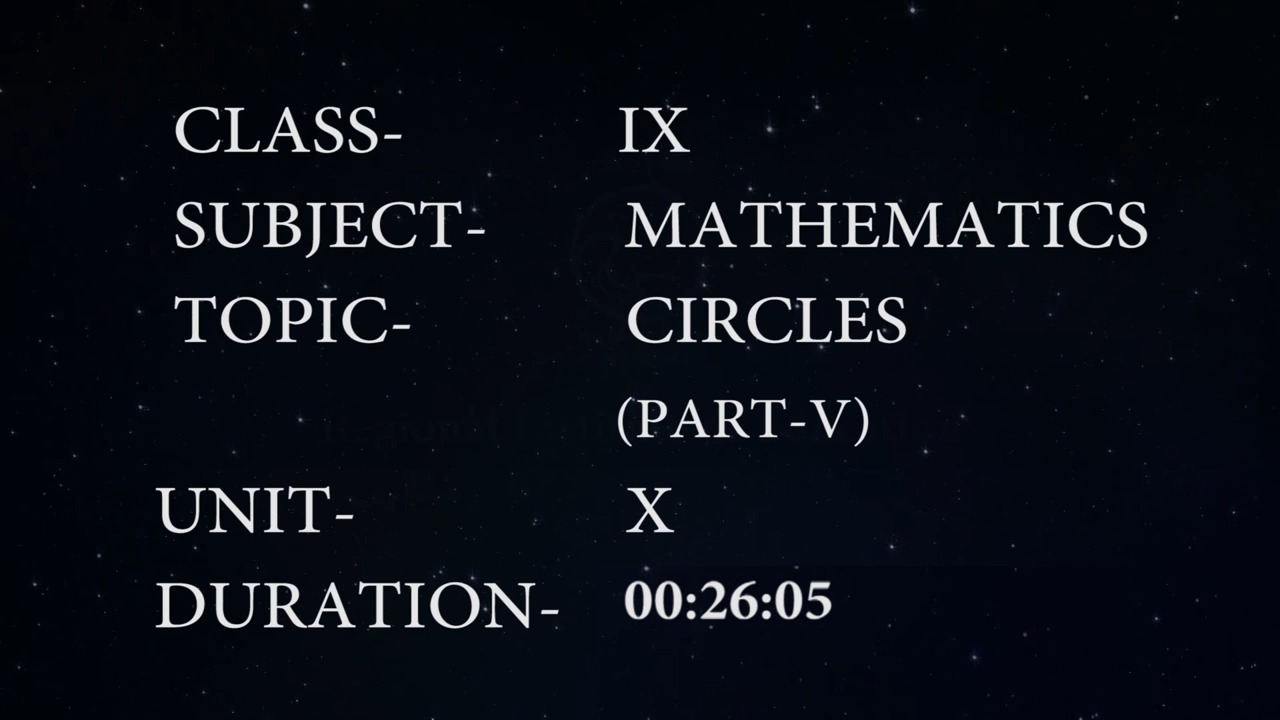 CLASS- IX
SUBJECT- MATHEMATICS
TOPIC- CIRCLES
(PART-V)
UNIT- X
DURATION- 00:26:05